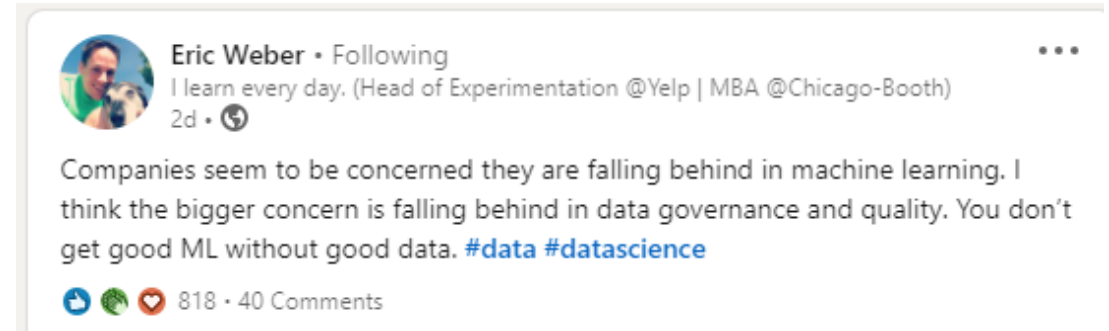 Eric Weber • Following
I learn every day. (Head of Experimentation @Yelp | MBA @Chicago-Booth)
2d •
Companies seem to be concerned they are falling behind in machine learning. I
think the bigger concern is falling behind in data governance and quality. You don’t
get good ML without good data. #data #datascience
818 · 40 Comments